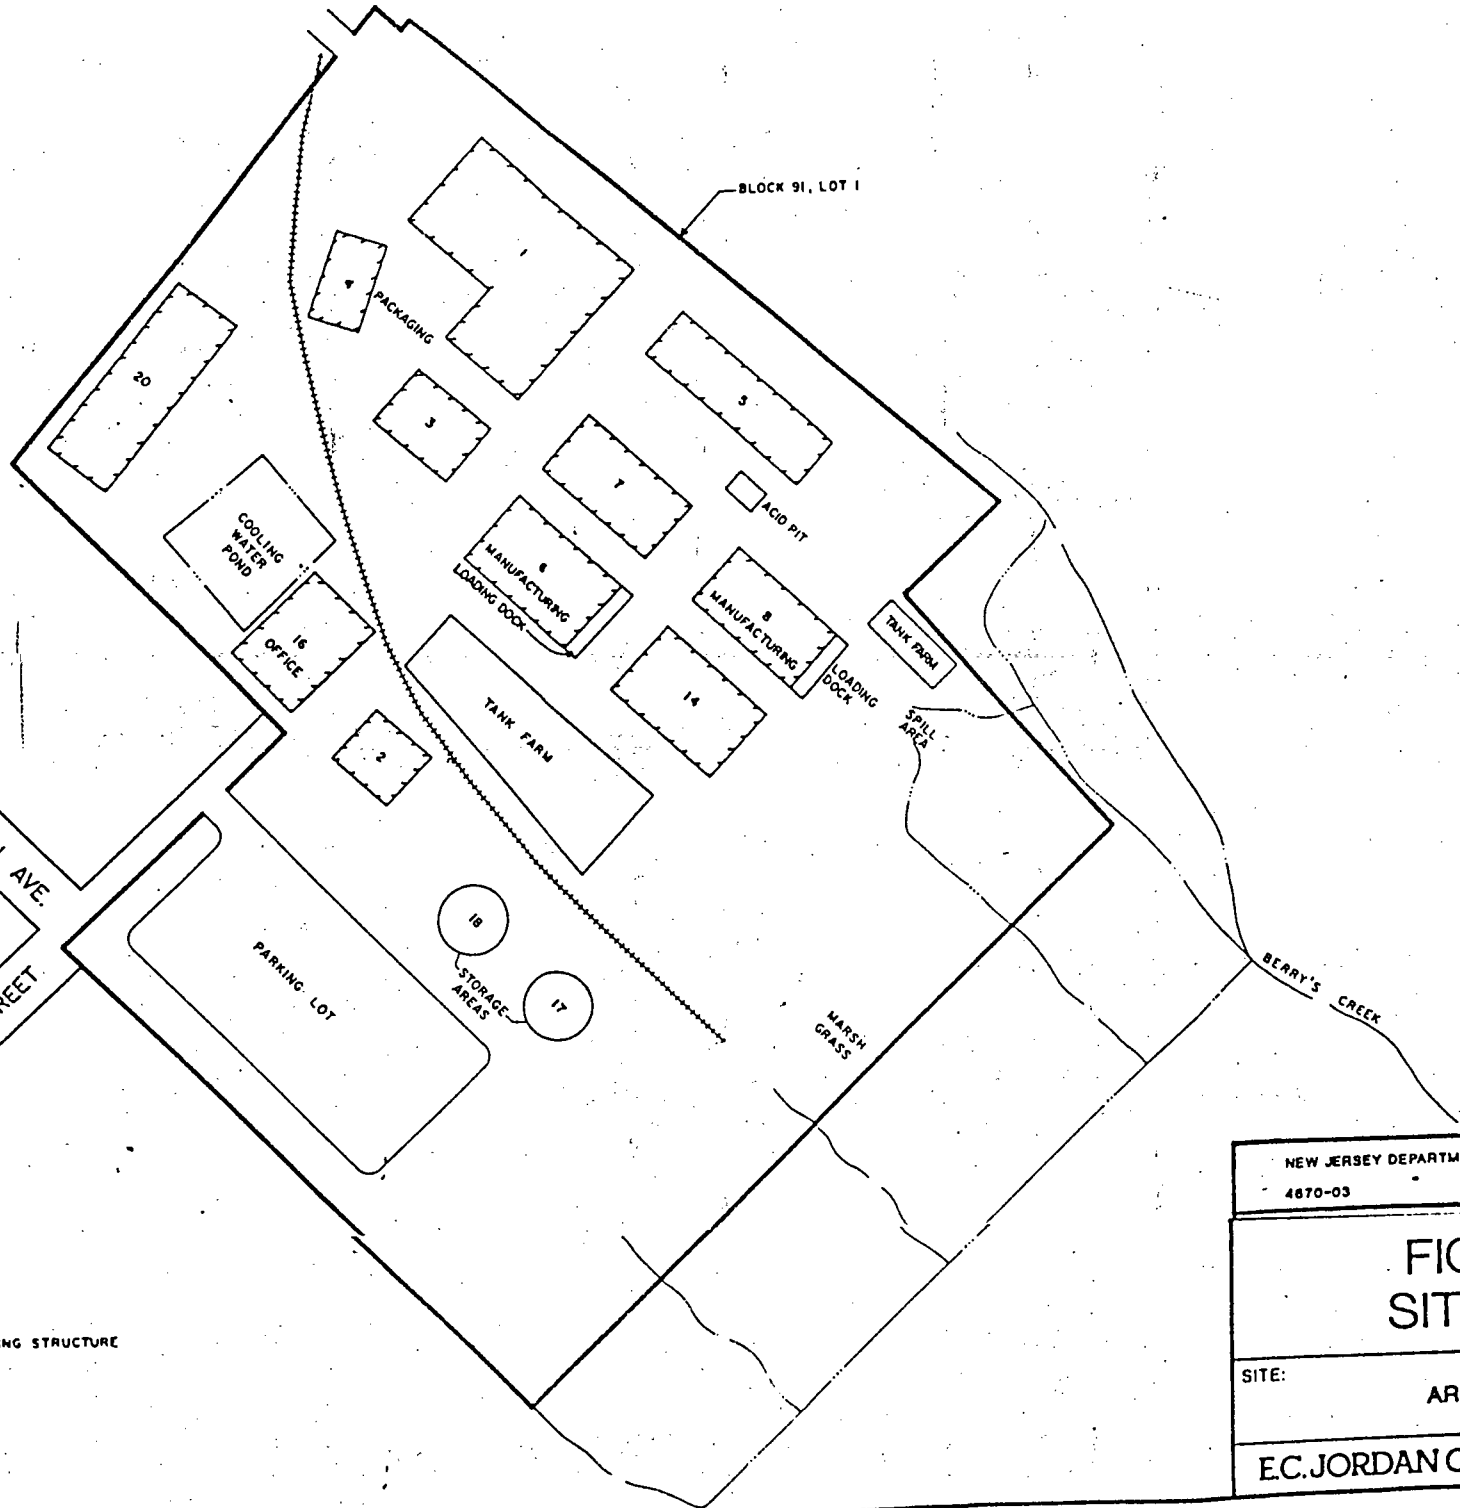 BLOCK 91, LOT 1
1
4
PACKAGING
20
3
5
7
ACID PIT
COOLING
WATER
POND
6
MANUFACTURING
LOADING DOCK
8
MANUFACTURING
LOADING
DOCK
TANK FARM
16
OFFICE
14
SPILL
AREA
TANK FARM
2
AVE.
18
STORAGE
AREAS
17
PARKING LOT
BERRY'S CREEK
MARSH
GRASS
NEW JERSEY DEPARTM
4670-03
FIG
SIT
NG STRUCTURE
SITE:
AR
E.C.JORDAN C
REET